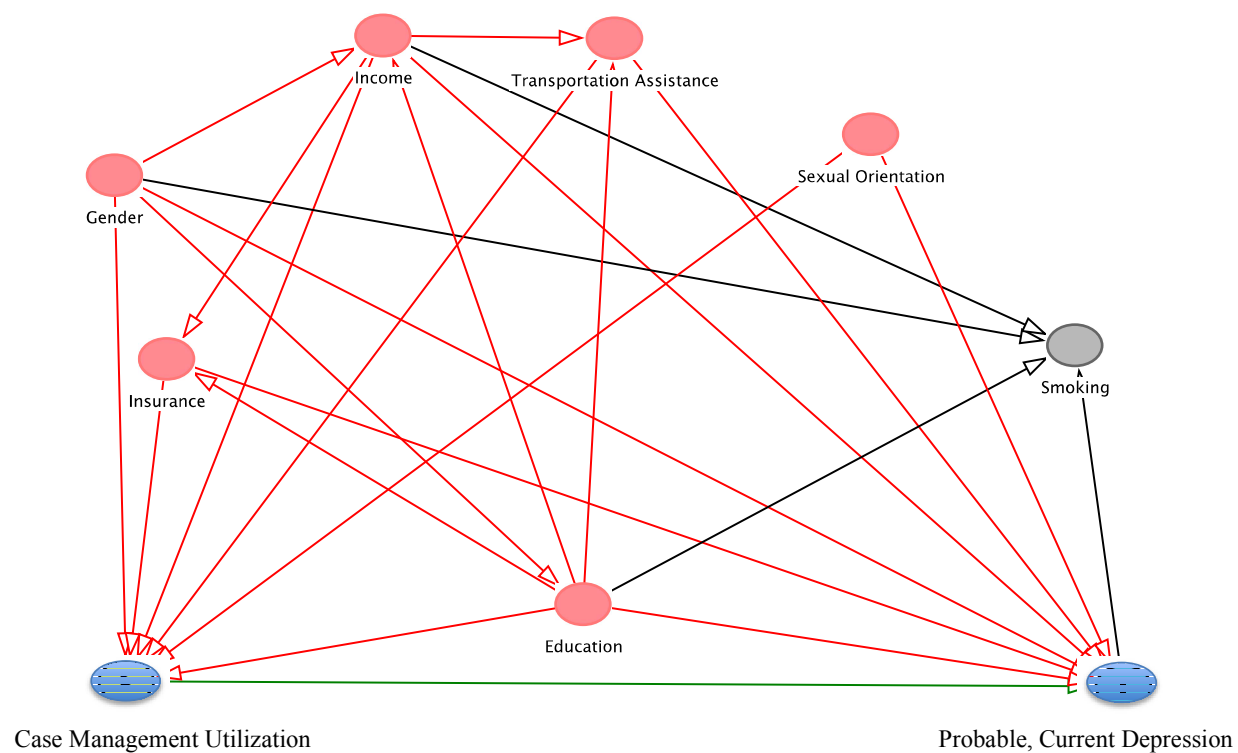 Income
Transportation Assistance
Sexual Orientation
Gender
Smoking
Insurance
Education
Case Management Utilization
Probable, Current Depression